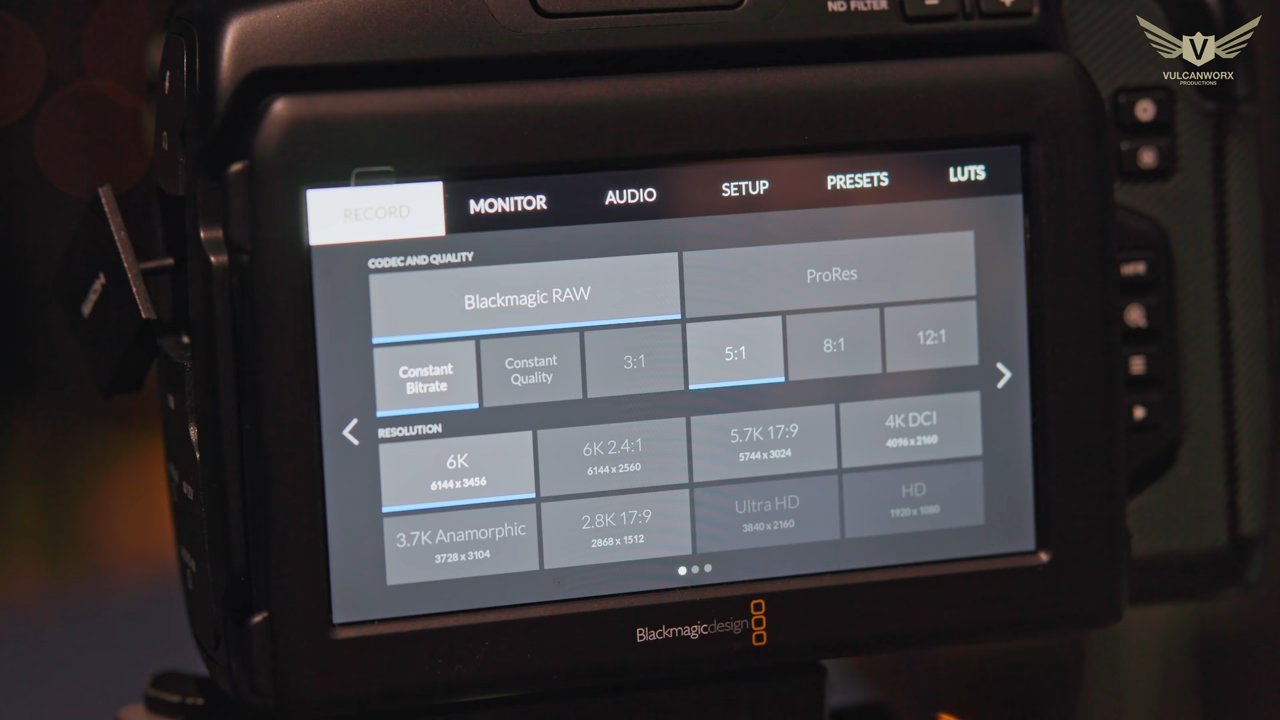 ND FILTER
VULCANWORX
PRODUCTIONS
RECORD
MONITOR
AUDIO
SETUP
PRESETS
LUTS
CODEC AND QUALITY
Blackmagic RAW
ProRes
Constant
Bitrate
Constant
Quality
3:1
5:1
8:1
12:1
RESOLUTION
6K
6144 x 3456
6K 2.4:1
6144 x 2560
5.7K 17:9
5744 x 3024
4K DCI
4096 x 2160
3.7K Anamorphic
3728 x 3104
2.8K 17:9
2868 x 1512
Ultra HD
3840 x 2160
HD
1920 x 1080
Blackmagicdesign